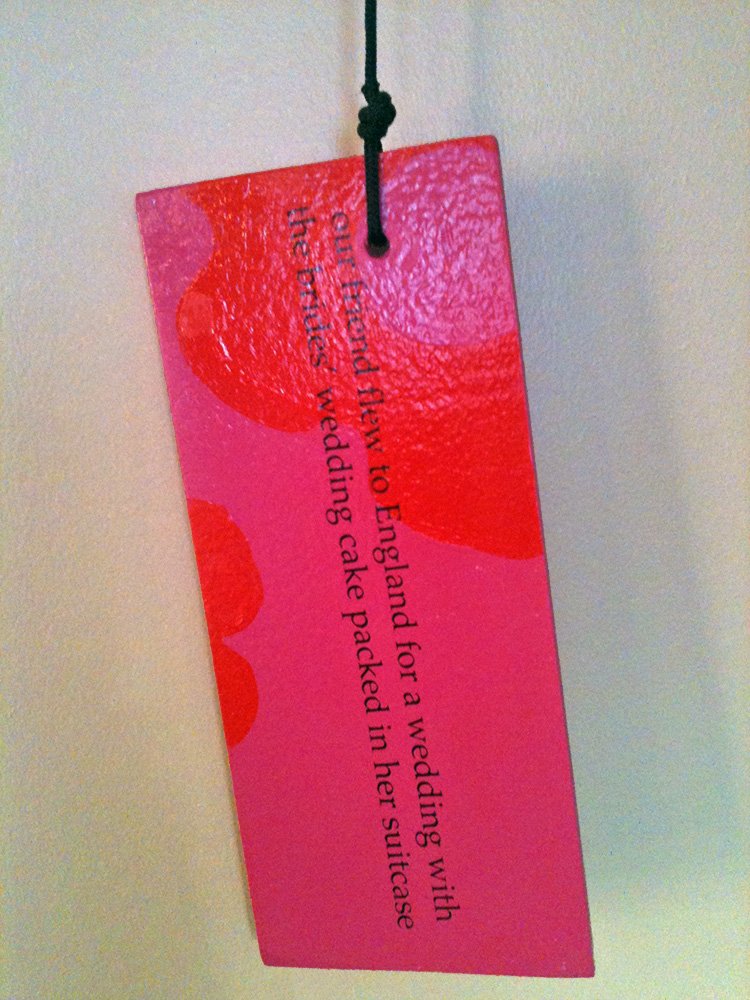 our friend flew to England for a wedding with
the brides' wedding cake packed in her suitcase